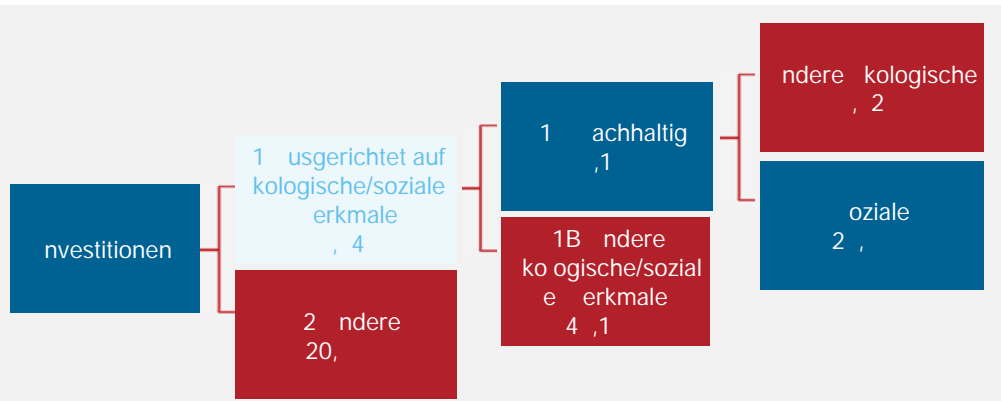 nvestitionen
1 usgerichtet auf
kologische/soziale
erkmale
, 4
2 ndere
20,
1 achhaltig
,1
1B ndere
ko ogische/sozial
e erkmale
4 ,1
ndere kologische
, 2
oziale
2 ,